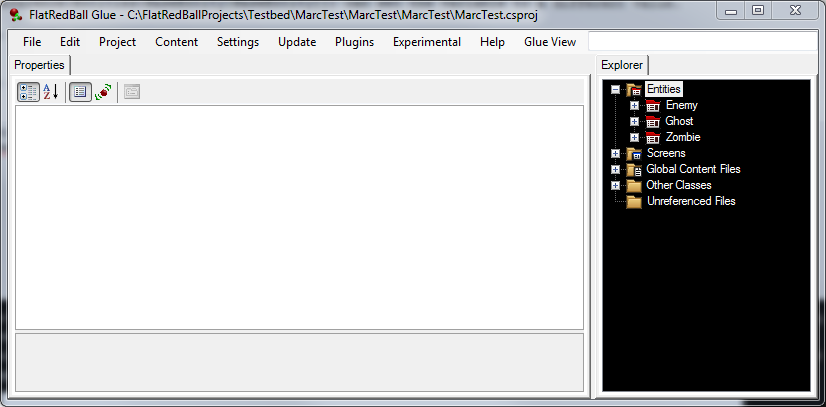 FlatRedBall Glue - C:\FlatRedBallProjects\Testbed\MarcTest\MarcTest\MarcTest\MarcTest.csproj
File Edit Project Content Settings Update Plugins Experimental Help Glue View
Properties
Explorer
Entities
Enemy
Ghost
Zombie
Screens
Global Content Files
Other Classes
Unreferenced Files